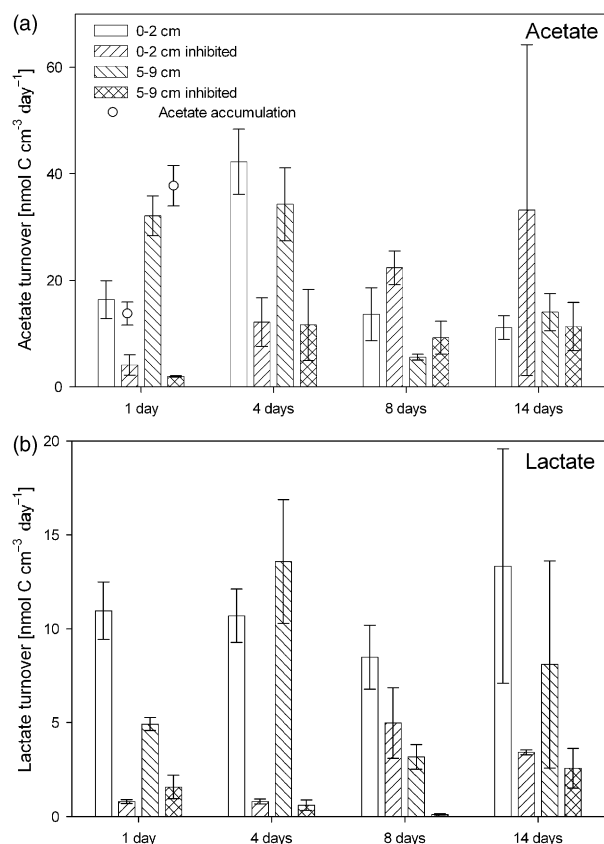 (a)
Acetate
0-2 cm
0-2 cm inhibited
5-9 cm
5-9 cm inhibited
Acetate accumulation
Acetate turnover [nmol C cm⁻³ day⁻¹]
60
40
20
0
1 day
4 days
8 days
14 days
(b)
Lactate
Lactate turnover [nmol C cm⁻³ day⁻¹]
20
15
10
5
0
1 day
4 days
8 days
14 days